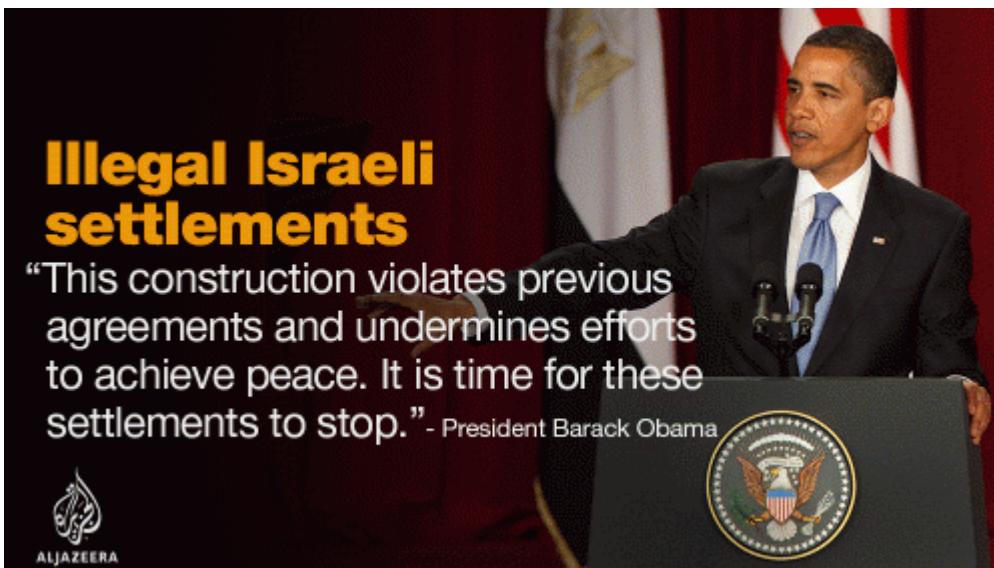 Illegal Israeli
settlements
“This construction violates previous
agreements and undermines efforts
to achieve peace. It is time for these
settlements to stop.”- President Barack Obama
الجزيرة
ALJAZEERA